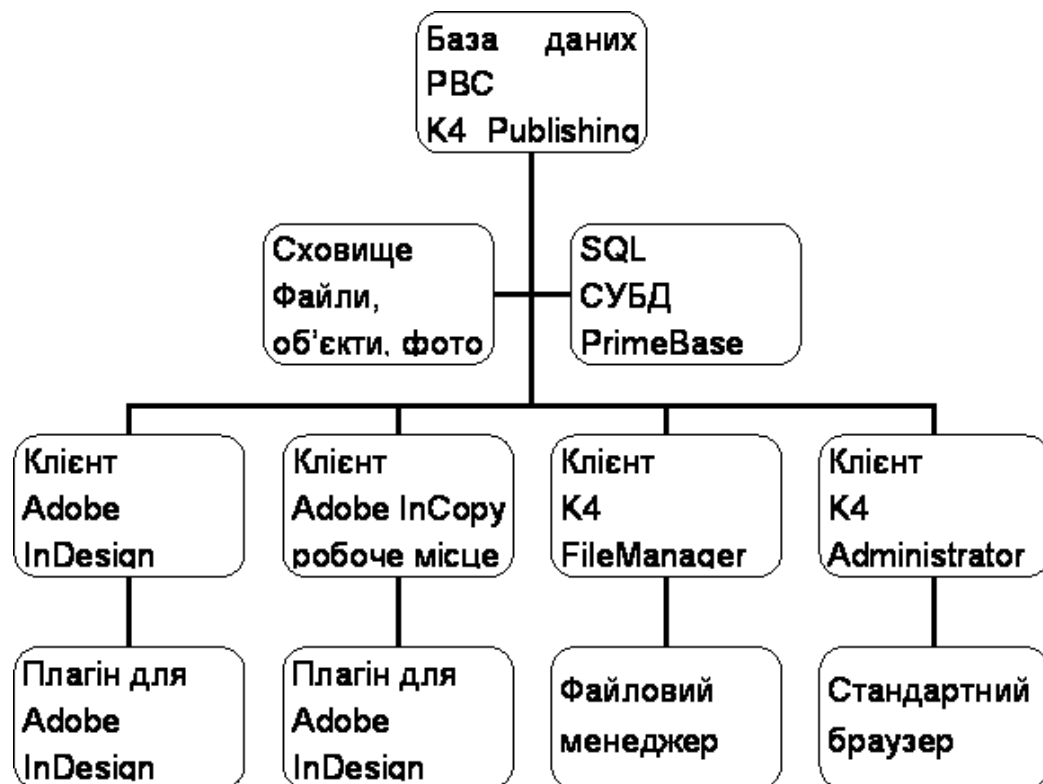 База даних
РВС
K4 Publishing
Сховище
Файли,
об'єкти, фото
SQL
СУБД
PrimeBase
Клієнт
Adobe
InDesign
Клієнт
Adobe InCopy
робоче місце
Клієнт
K4
FileManager
Клієнт
K4
Administrator
Плагін для
Adobe
InDesign
Плагін для
Adobe
InDesign
Файловий
менеджер
Стандартний
браузер